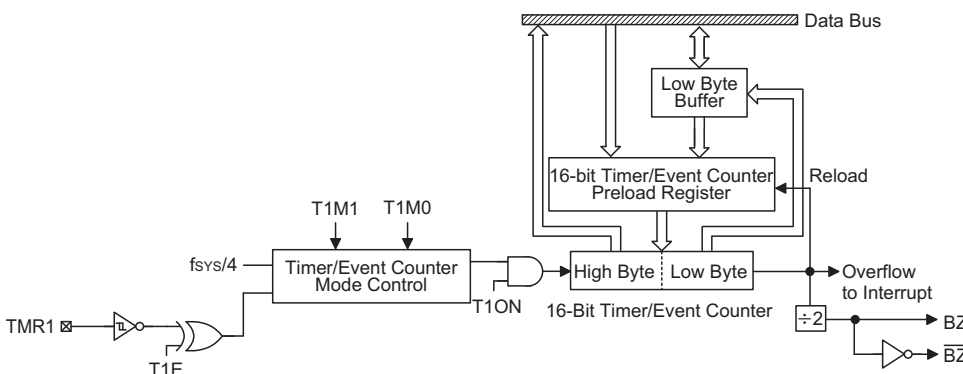 Data Bus
Low Byte
Buffer
16-bit Timer/Event Counter
Preload Register
Reload
T1M1
T1M0
fSYS/4
Timer/Event Counter
Mode Control
High Byte
Low Byte
Overflow
to Interrupt
T1ON
16-Bit Timer/Event Counter
÷2
TMR1
BZ
BZ
T1E